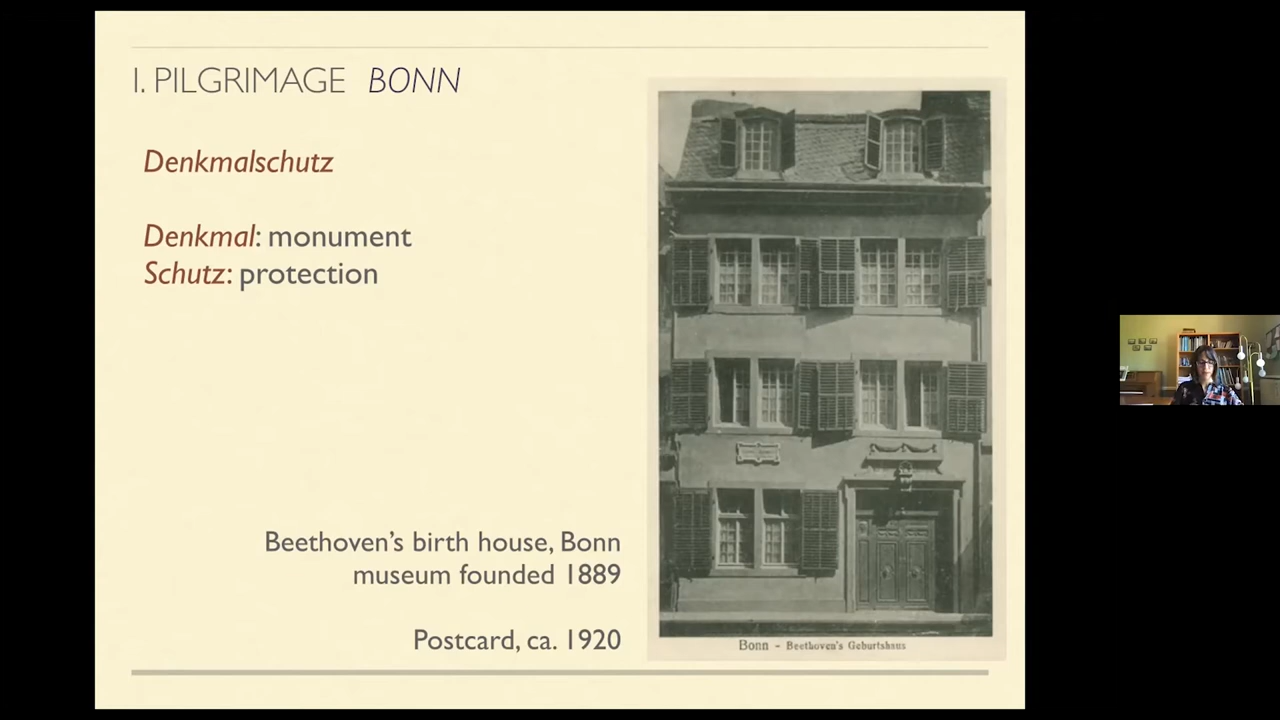 I. PILGRIMAGE BONN
Denkmalschutz
Denkmal: monument
Schutz: protection
Beethoven's birth house, Bonn
museum founded 1889
Postcard, ca. 1920
Bonn - Beethoven's Geburtshaus